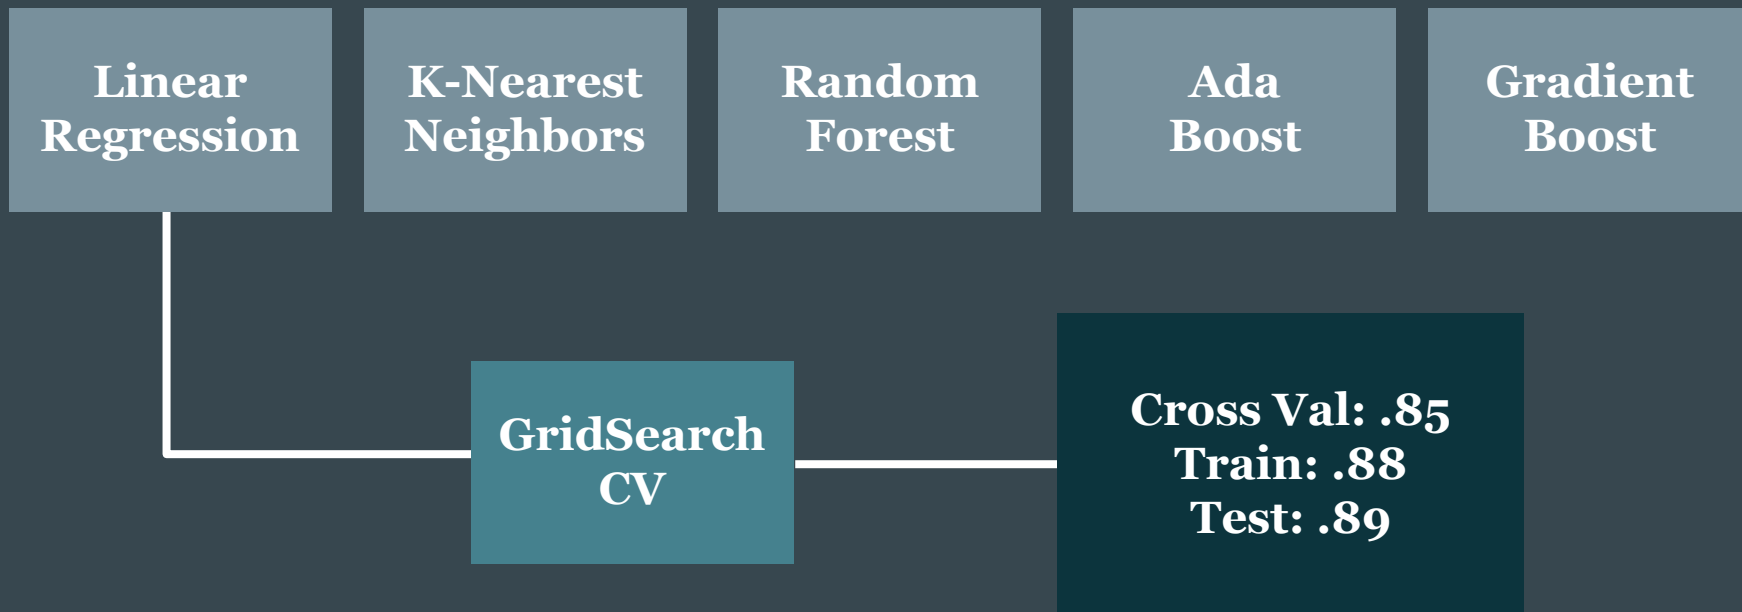 Linear
Regression
K-Nearest
Neighbors
Random
Forest
Ada
Boost
Gradient
Boost
GridSearch
CV
Cross Val: .85
Train: .88
Test: .89